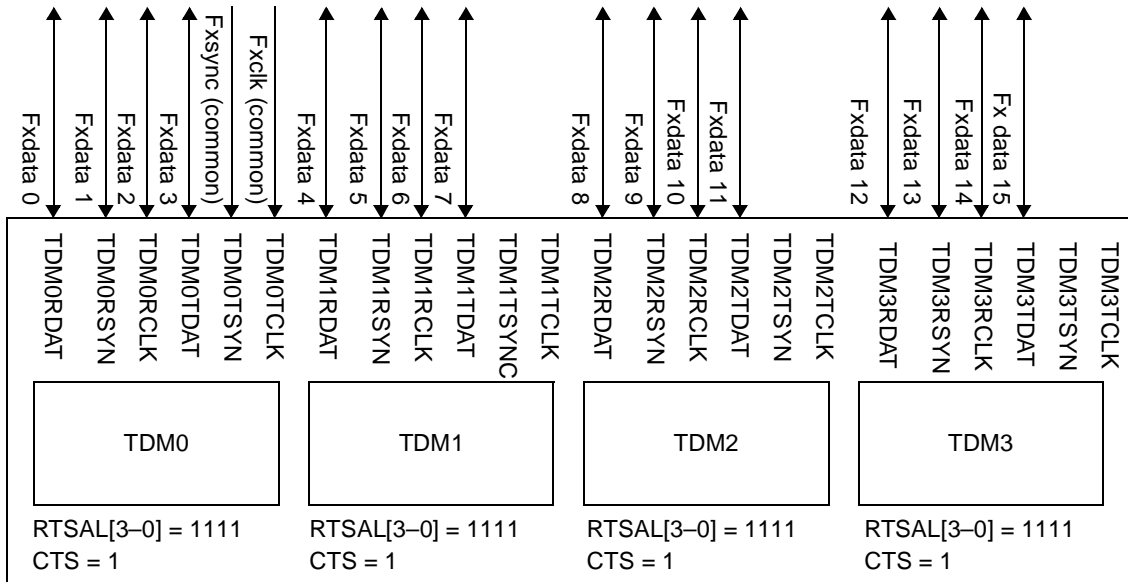 Fxdata 0
Fxdata 1
Fxdata 2
Fxdata 3
Fxsync (common)
Fxclk (common)
Fxdata 4
Fxdata 5
Fxdata 6
Fxdata 7
Fxdata 8
Fxdata 9
Fxdata 10
Fxdata 11
Fxdata 12
Fxdata 13
Fxdata 14
Fx data 15
TDM0RDAT
TDM0RSYN
TDM0RCLK
TDM0TDAT
TDM0TSYN
TDM0TCLK
TDM1RDAT
TDM1RSYN
TDM1RCLK
TDM1TDAT
TDM1TSYNC
TDM1TCLK
TDM2RDAT
TDM2RSYN
TDM2RCLK
TDM2TDAT
TDM2TSYN
TDM2TCLK
TDM3RDAT
TDM3RSYN
TDM3RCLK
TDM3TDAT
TDM3TSYN
TDM3TCLK
TDM0
TDM1
TDM2
TDM3
RTSAL[3–0] = 1111
CTS = 1
RTSAL[3–0] = 1111
CTS = 1
RTSAL[3–0] = 1111
CTS = 1
RTSAL[3–0] = 1111
CTS = 1